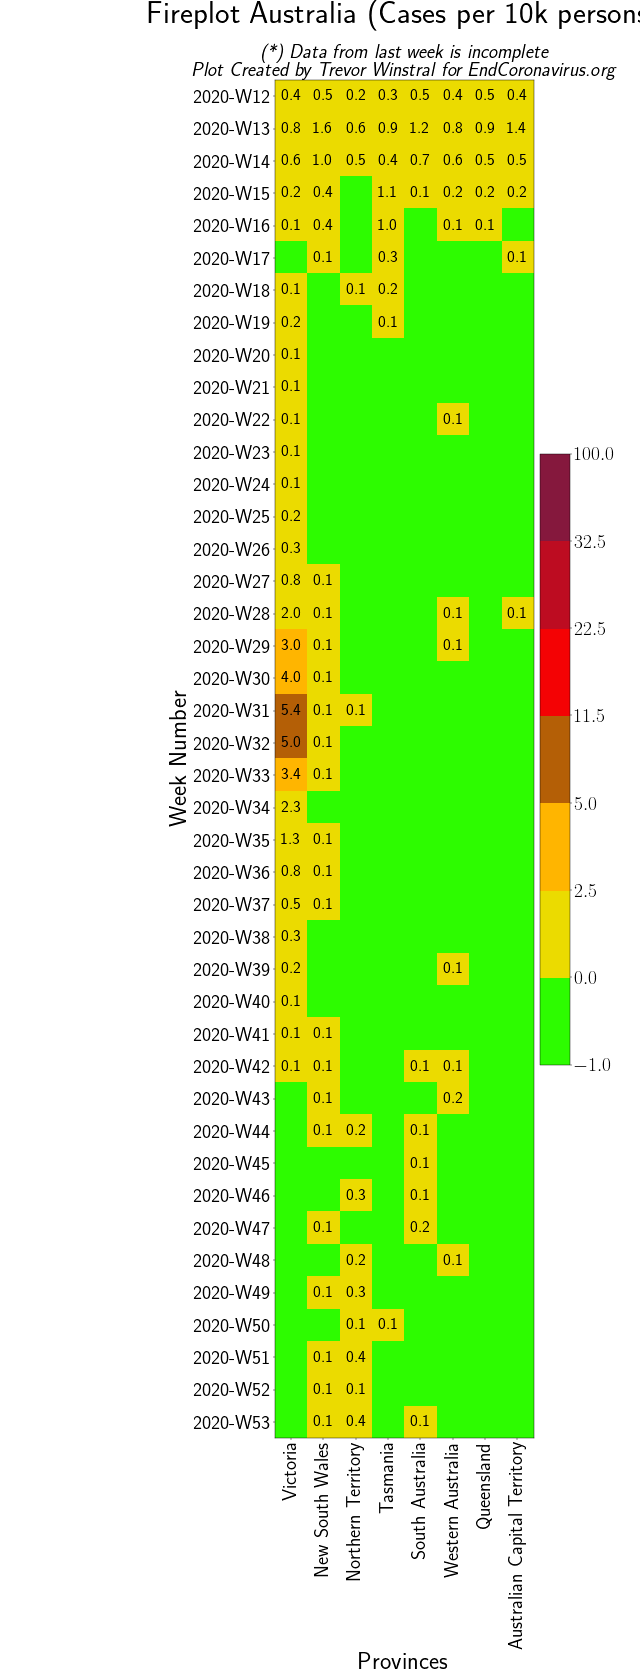 Fireplot Australia (Cases per 10k persons
(*) Data from last week is incomplete
Plot Created by Trevor Winstral for EndCoronavirus.org
2020-W12 0.4 0.5 0.2 0.3 0.5 0.4 0.5 0.4
2020-W13 0.8 1.6 0.6 0.9 1.2 0.8 0.9 1.4
2020-W14 0.6 1.0 0.5 0.4 0.7 0.6 0.5 0.5
2020-W15 0.2 0.4 1.1 0.1 0.2 0.2 0.2
2020-W16 0.1 0.4 1.0 0.1 0.1
2020-W17 0.1 0.3 0.1
2020-W18 0.1 0.1 0.2
2020-W19 0.2 0.1
2020-W20 0.1
2020-W21 0.1
2020-W22 0.1 0.1
2020-W23 0.1
2020-W24 0.1
2020-W25 0.2
2020-W26 0.3
2020-W27 0.8 0.1
2020-W28 2.0 0.1 0.1 0.1
2020-W29 3.0 0.1 0.1
2020-W30 4.0 0.1
2020-W31 5.4 0.1 0.1
2020-W32 5.0 0.1
2020-W33 3.4 0.1
2020-W34 2.3
2020-W35 1.3 0.1
2020-W36 0.8 0.1
2020-W37 0.5 0.1
2020-W38 0.3
2020-W39 0.2 0.1
2020-W40 0.1
2020-W41 0.1 0.1
2020-W42 0.1 0.1 0.1 0.1
2020-W43 0.1 0.2
2020-W44 0.1 0.2 0.1
2020-W45 0.1
2020-W46 0.3 0.1
2020-W47 0.1 0.2
2020-W48 0.2 0.1
2020-W49 0.1 0.3
2020-W50 0.1 0.1
2020-W51 0.1 0.4
2020-W52 0.1 0.1
2020-W53 0.1 0.4 0.1
Week Number
Victoria
New South Wales
Northern Territory
Tasmania
South Australia
Western Australia
Queensland
Australian Capital Territory
Provinces
100.0
32.5
22.5
11.5
5.0
2.5
0.0
−1.0